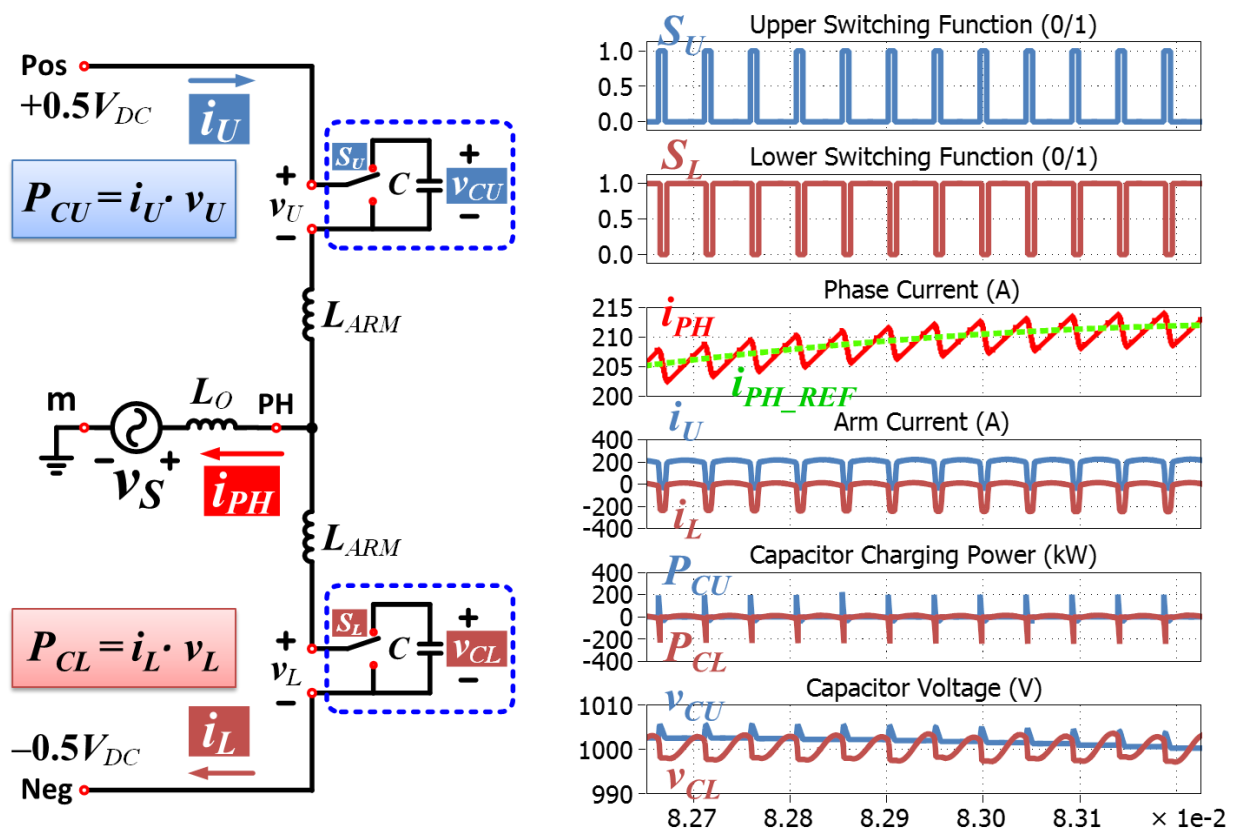 Pos
+0.5V_DC
i_U
P_CU = i_U · v_U
+
v_U
−
S_U
C
+
v_CU
−
L_ARM
m
L_O
PH
− v_S +
i_PH
L_ARM
P_CL = i_L · v_L
+
v_L
−
S_L
C
+
v_CL
−
−0.5V_DC
i_L
Neg
Upper Switching Function (0/1)
S_U
1.0
0.5
0.0
Lower Switching Function (0/1)
S_L
1.0
0.5
0.0
Phase Current (A)
215
210
205
200
i_PH
i_PH_REF
Arm Current (A)
i_U
400
200
0
-200
-400
i_L
Capacitor Charging Power (kW)
400
200
0
-200
-400
P_CU
P_CL
Capacitor Voltage (V)
1010
1000
990
v_CU
v_CL
8.27 8.28 8.29 8.30 8.31 × 1e-2